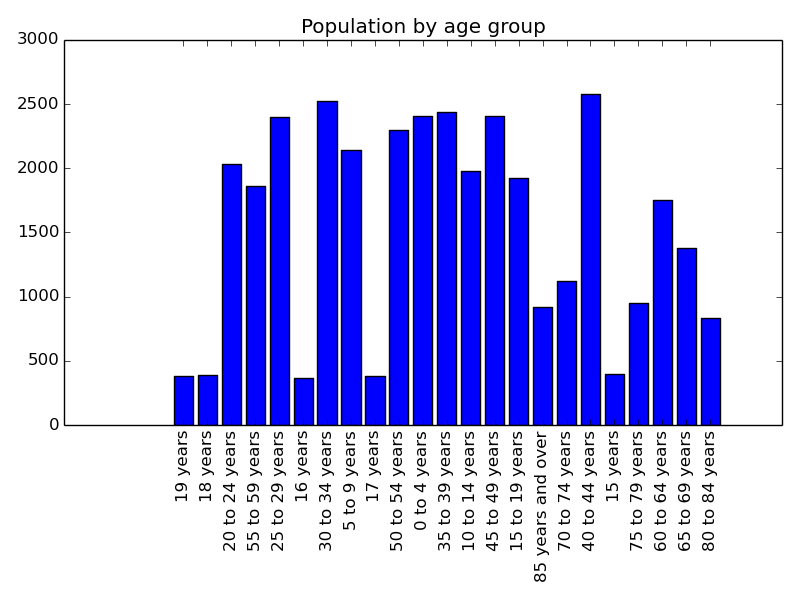 Population by age group
3000
2500
2000
1500
1000
500
0
19 years
18 years
20 to 24 years
55 to 59 years
25 to 29 years
16 years
30 to 34 years
5 to 9 years
17 years
50 to 54 years
0 to 4 years
35 to 39 years
10 to 14 years
45 to 49 years
15 to 19 years
85 years and over
70 to 74 years
40 to 44 years
15 years
75 to 79 years
60 to 64 years
65 to 69 years
80 to 84 years